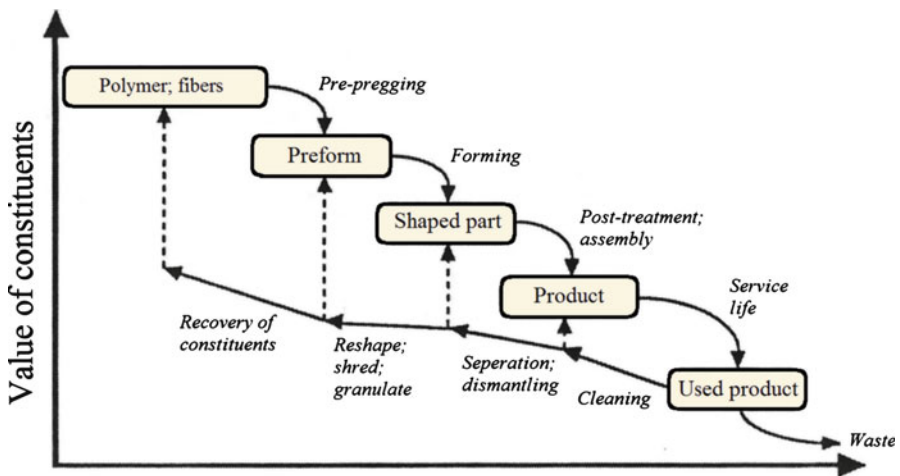 Value of constituents
Polymer; fibers
Pre-pregging
Preform
Forming
Shaped part
Post-treatment;
assembly
Product
Service
life
Used product
Waste
Recovery of
constituents
Reshape;
shred;
granulate
Seperation;
dismantling
Cleaning